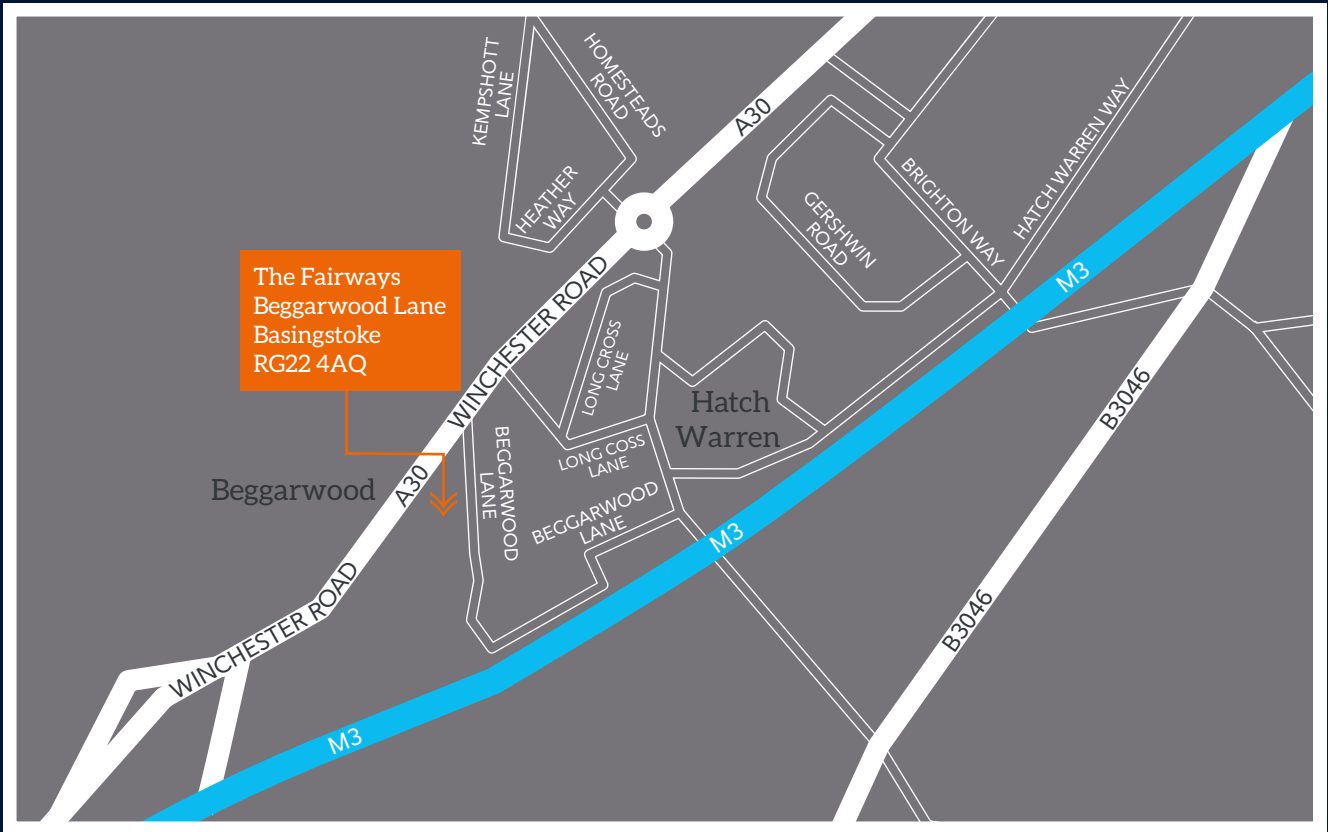 KEMPSHOTT
LANE
HOMESTEADS
ROAD
A30
HEATHER
WAY
HATCH WARREN WAY
BRIGHTON WAY
GERSHWIN
ROAD
The Fairways
Beggarwood Lane
Basingstoke
RG22 4AQ
WINCHESTER ROAD
M3
LONG CROSS
LANE
Hatch
Warren
B3046
BEGGARWOOD
LANE
LONG COSS
LANE
Beggarwood
A30
BEGGARWOOD
LANE
M3
WINCHESTER ROAD
B3046
M3